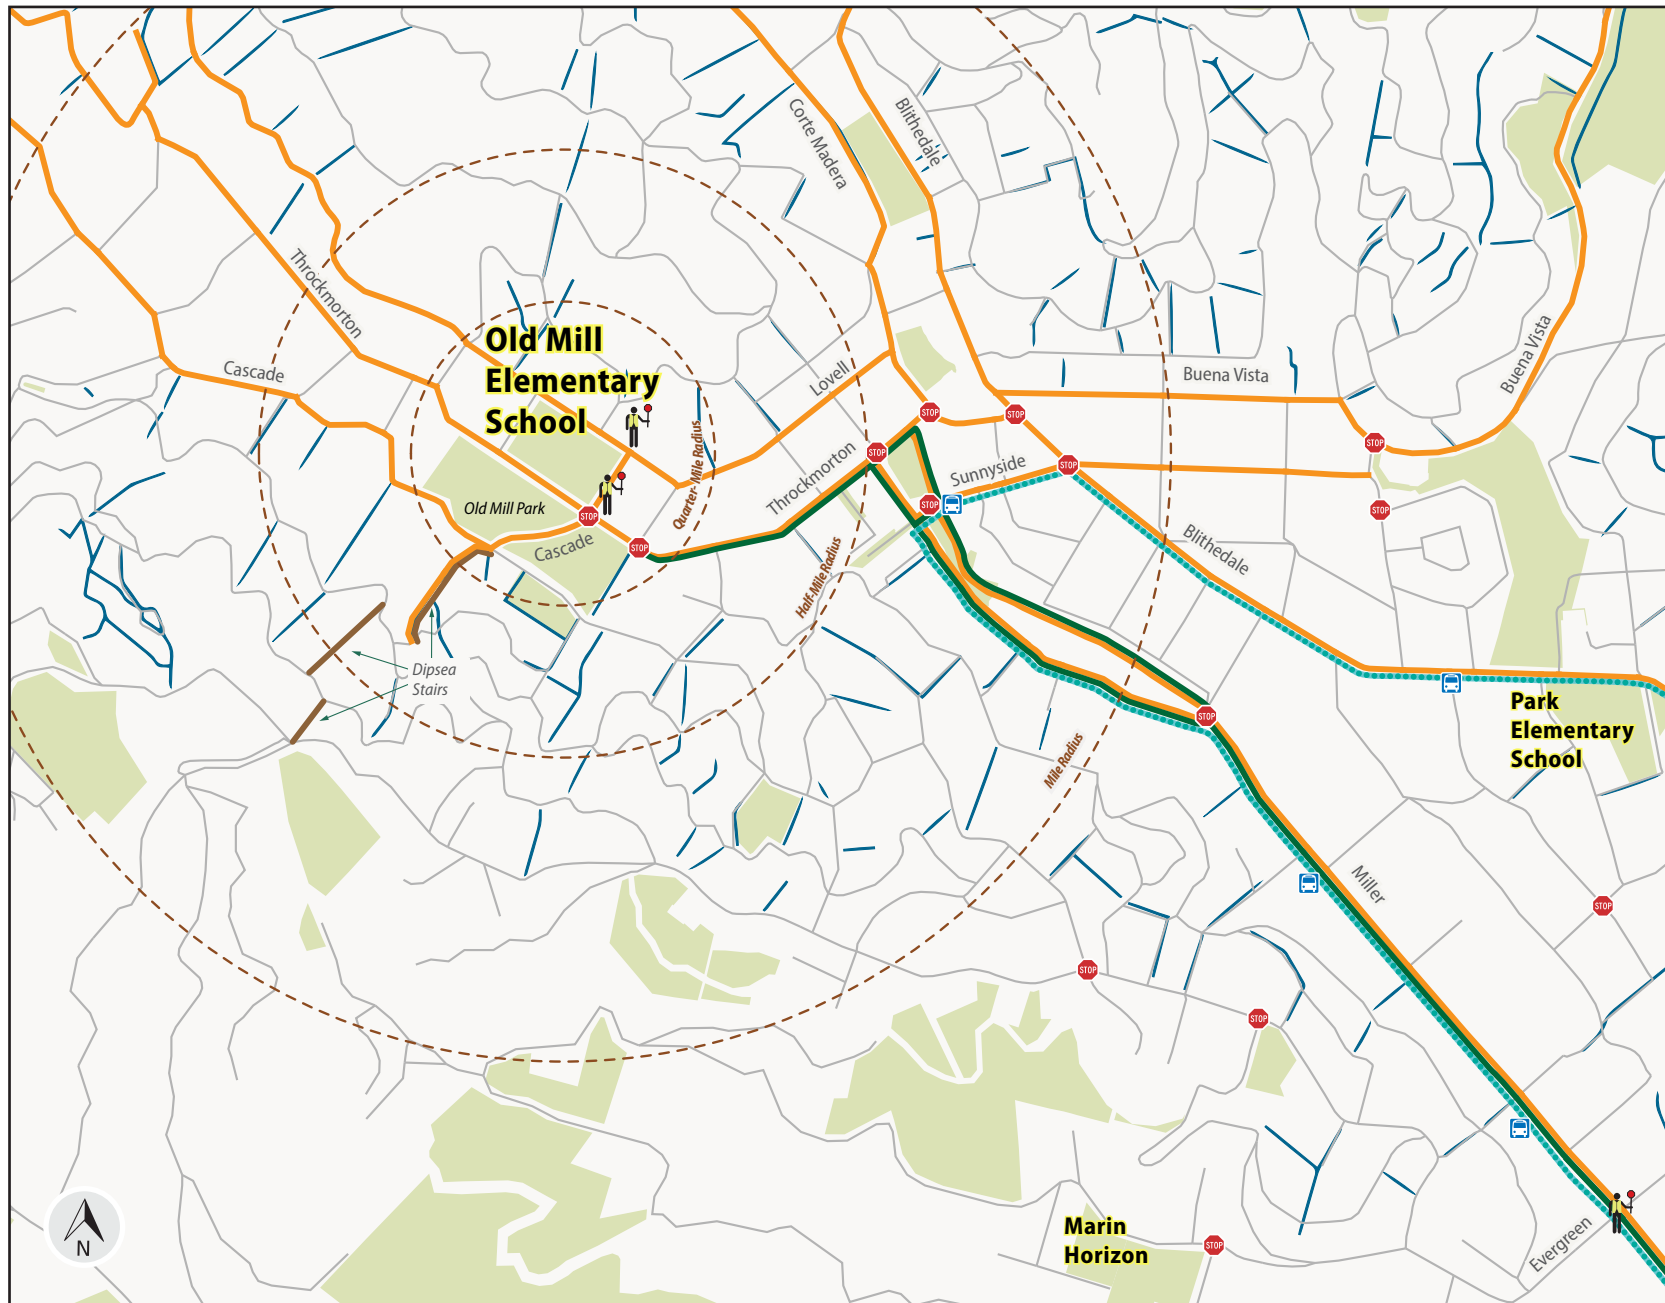 Corte Madera
Blithedale
Throckmorton
Old Mill
Elementary
School
Cascade
Lovell
Buena Vista
Buena Vista
STOP
STOP
STOP
STOP
STOP
Throckmorton
Sunnyside
Quarter-Mile Radius
Old Mill Park
STOP
STOP
STOP
STOP
Cascade
Blithedale
Half-Mile Radius
Dipsea
Stairs
Park
Elementary
School
STOP
Mile Radius
Miller
STOP
STOP
STOP
Marin
Horizon
STOP
Evergreen
N